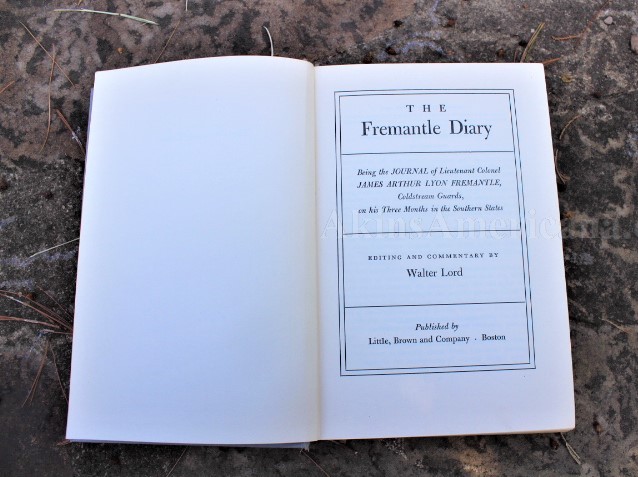 THE
Fremantle Diary
Being the JOURNAL of Lieutenant Colonel
JAMES ARTHUR LYON FREMANTLE,
Coldstream Guards,
on his Three Months in the Southern States
AkinsAmericana
EDITING AND COMMENTARY BY
Walter Lord
Published by
Little, Brown and Company · Boston